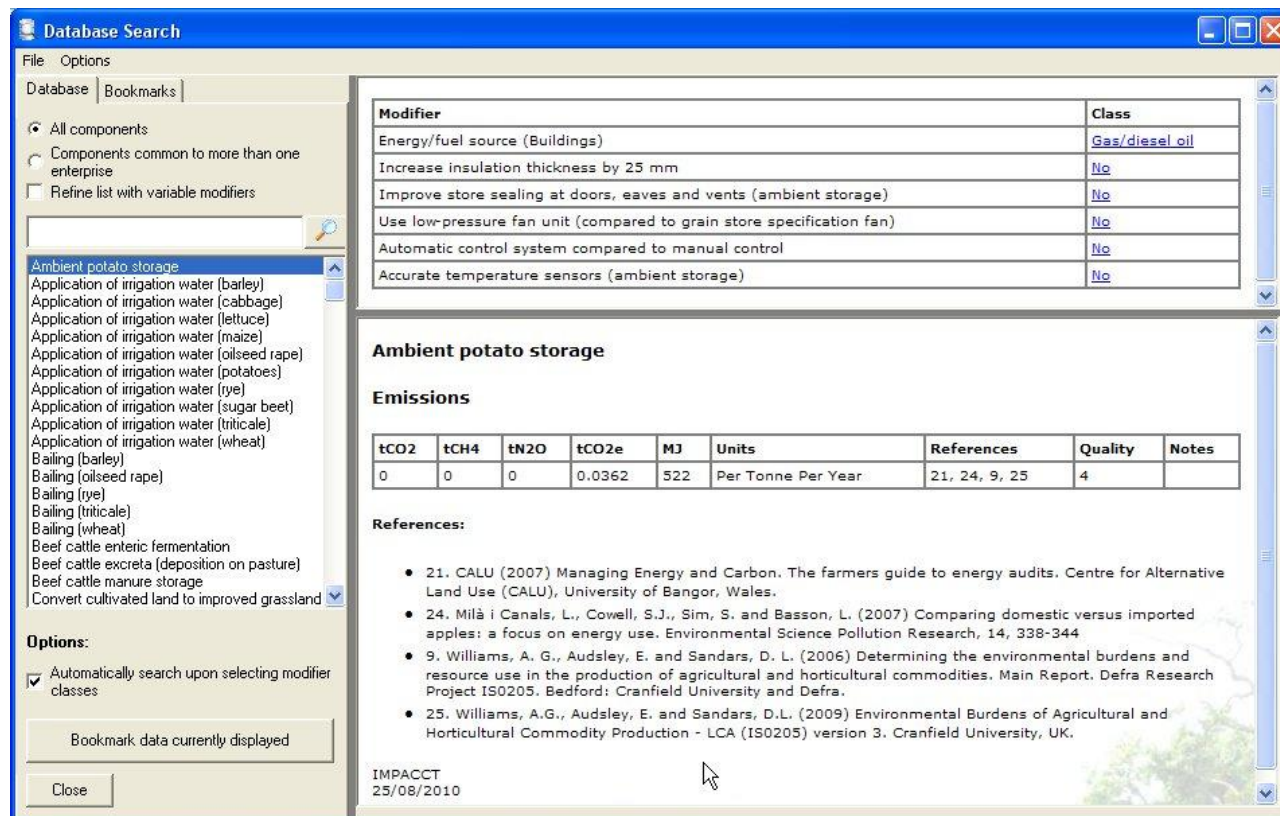 Database Search
File Options
Database Bookmarks
All components
Components common to more than one
enterprise
Refine list with variable modifiers
Ambient potato storage
Application of irrigation water (barley)
Application of irrigation water (cabbage)
Application of irrigation water (lettuce)
Application of irrigation water (maize)
Application of irrigation water (oilseed rape)
Application of irrigation water (potatoes)
Application of irrigation water (rye)
Application of irrigation water (sugar beet)
Application of irrigation water (triticale)
Application of irrigation water (wheat)
Bailing (barley)
Bailing (oilseed rape)
Bailing (rye)
Bailing (triticale)
Bailing (wheat)
Beef cattle enteric fermentation
Beef cattle excreta (deposition on pasture)
Beef cattle manure storage
Convert cultivated land to improved grassland
Options:
Automatically search upon selecting modifier
classes
Bookmark data currently displayed
Close
Modifier Class
Energy/fuel source (Buildings) Gas/diesel oil
Increase insulation thickness by 25 mm No
Improve store sealing at doors, eaves and vents (ambient storage) No
Use low-pressure fan unit (compared to grain store specification fan) No
Automatic control system compared to manual control No
Accurate temperature sensors (ambient storage) No
Ambient potato storage
Emissions
tCO2 tCH4 tN2O tCO2e MJ Units References Quality Notes
0 0 0 0.0362 522 Per Tonne Per Year 21, 24, 9, 25 4
References:
• 21. CALU (2007) Managing Energy and Carbon. The farmers guide to energy audits. Centre for Alternative
Land Use (CALU), University of Bangor, Wales.
• 24. Milà i Canals, L., Cowell, S.J., Sim, S. and Basson, L. (2007) Comparing domestic versus imported
apples: a focus on energy use. Environmental Science Pollution Research, 14, 338-344
• 9. Williams, A. G., Audsley, E. and Sandars, D. L. (2006) Determining the environmental burdens and
resource use in the production of agricultural and horticultural commodities. Main Report. Defra Research
Project IS0205. Bedford: Cranfield University and Defra.
• 25. Williams, A.G., Audsley, E. and Sandars, D.L. (2009) Environmental Burdens of Agricultural and
Horticultural Commodity Production - LCA (IS0205) version 3. Cranfield University, UK.
IMPACCT
25/08/2010